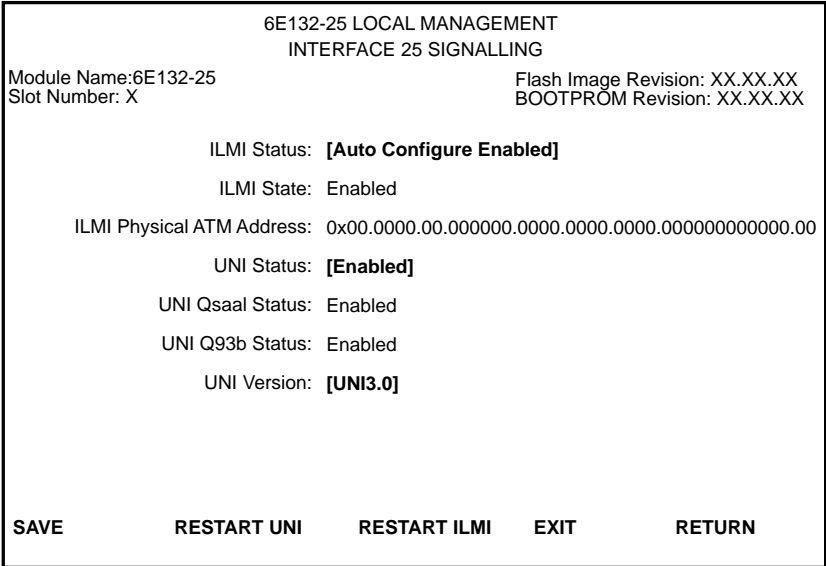 6E132-25 LOCAL MANAGEMENT
INTERFACE 25 SIGNALLING
Module Name:6E132-25 Flash Image Revision: XX.XX.XX
Slot Number: X BOOTPROM Revision: XX.XX.XX
ILMI Status: [Auto Configure Enabled]
ILMI State: Enabled
ILMI Physical ATM Address: 0x00.0000.00.000000.0000.0000.0000.000000000000.00
UNI Status: [Enabled]
UNI Qsaal Status: Enabled
UNI Q93b Status: Enabled
UNI Version: [UNI3.0]
SAVE RESTART UNI RESTART ILMI EXIT RETURN